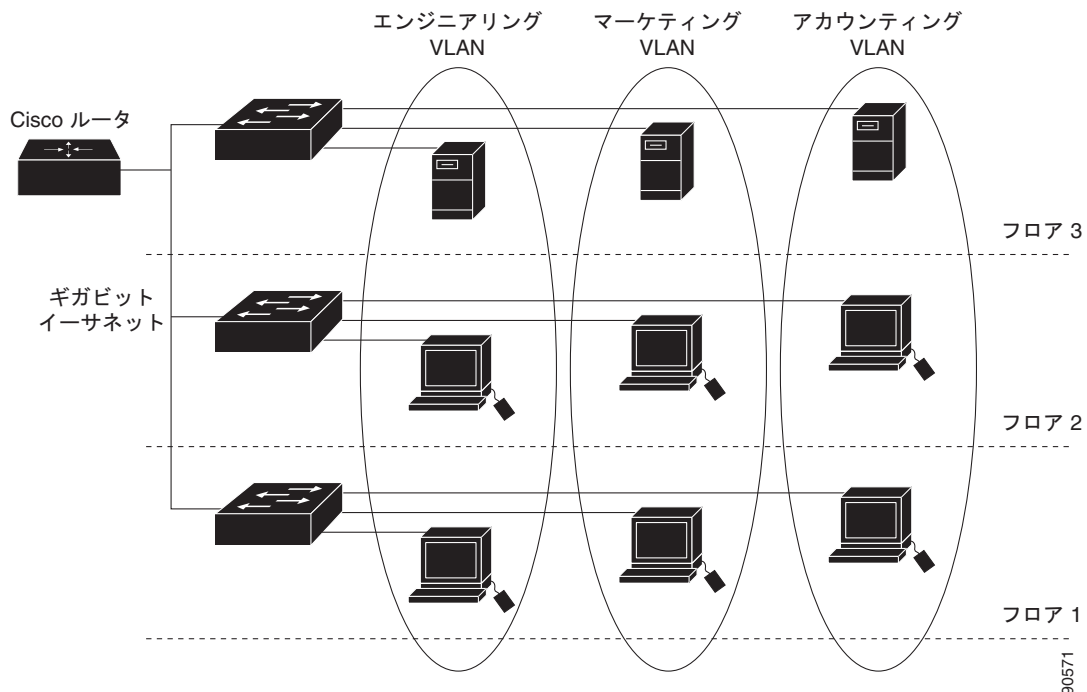 エンジニアリング
VLAN
マーケティング
VLAN
アカウンティング
VLAN
Cisco ルータ
フロア 3
ギガビット
イーサネット
フロア 2
フロア 1
90571